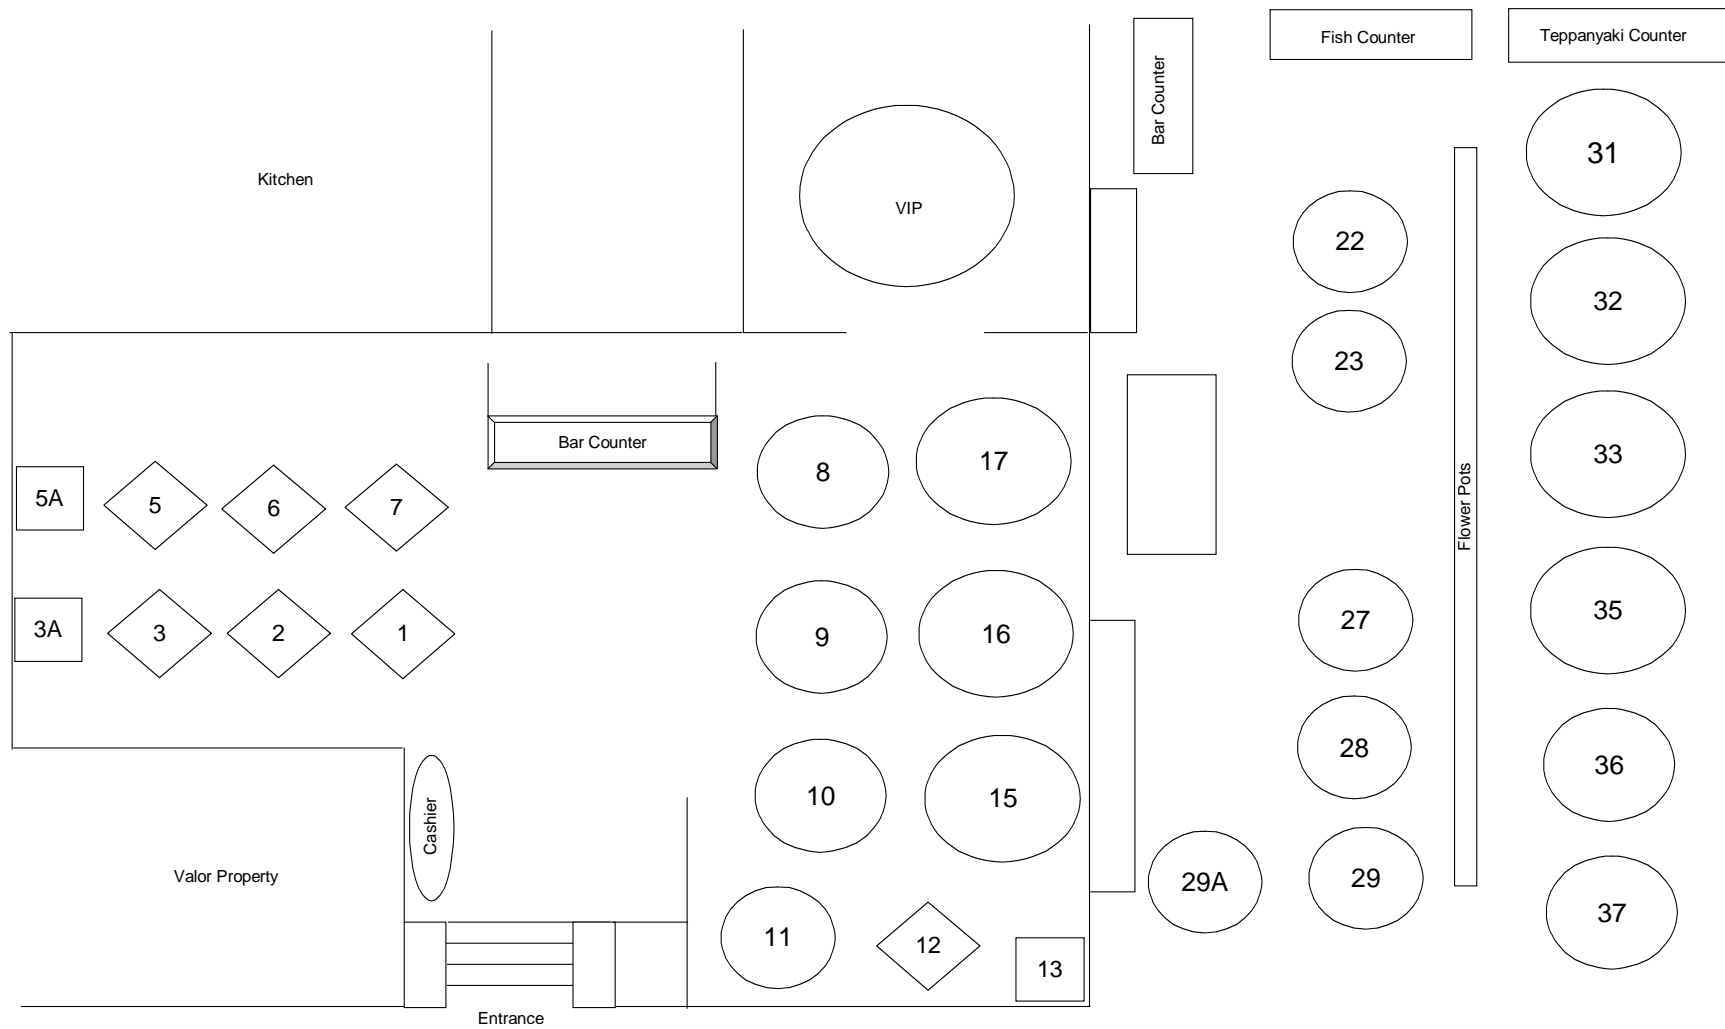 Fish Counter
Teppanyaki Counter
Bar Counter
31
Kitchen
VIP
22
32
23
Bar Counter
8
17
33
5A
5
6
7
Flower Pots
3A
3
2
1
9
16
27
35
28
36
10
15
Cashier
Valor Property
29A
29
37
11
12
13
Entrance